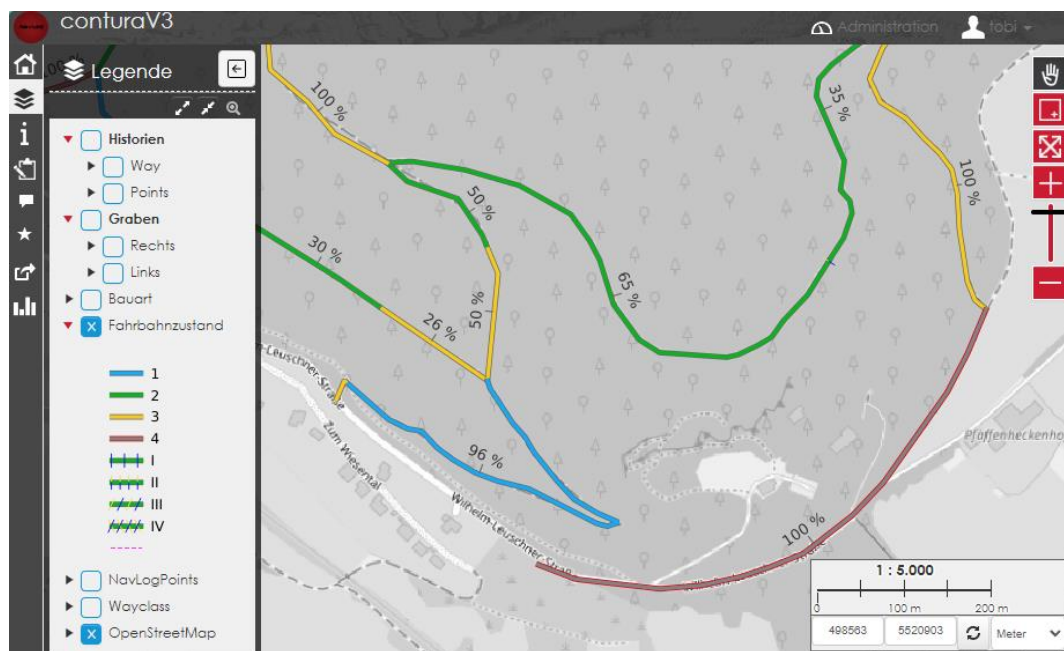 conturaV3
Administration
tobi
Legende
Historien
Way
Points
Graben
Rechts
Links
Bauart
Fahrbahnzustand
1
2
3
4
I
II
III
IV
NavLogPoints
Wayclass
OpenStreetMap
100 %
100 %
50 %
35 %
100 %
30 %
65 %
50 %
26 %
96 %
100 %
Leuschner-Straße
Zum Wiesental
Wilhelm-Leuschner-Straß
Pfaffenheckenho
1 : 5.000
0 100 m 200 m
498563 5520903 Meter